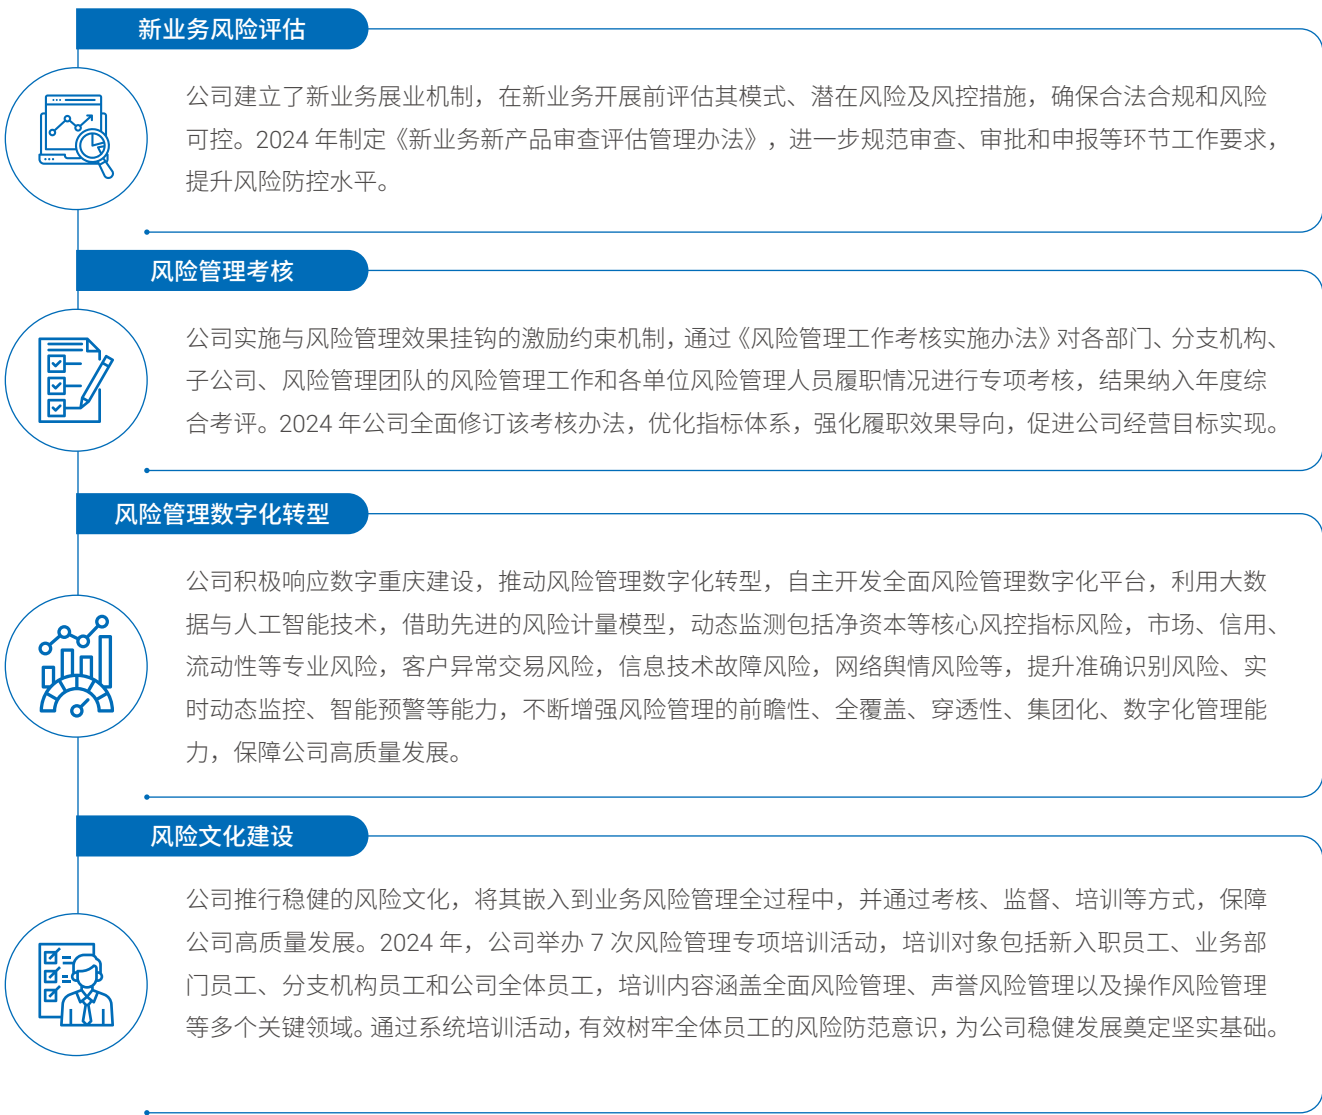 新业务风险评估
公司建立了新业务展业机制，在新业务开展前评估其模式、潜在风险及风控措施，确保合法合规和风险
可控。2024 年制定《新业务新产品审查评估管理办法》，进一步规范审查、审批和申报等环节工作要求，
提升风险防控水平。
风险管理考核
公司实施与风险管理效果挂钩的激励约束机制，通过《风险管理工作考核实施办法》对各部门、分支机构、
子公司、风险管理团队的风险管理工作和各单位风险管理人员履职情况进行专项考核，结果纳入年度综
合考评。2024 年公司全面修订该考核办法，优化指标体系，强化履职效果导向，促进公司经营目标实现。
风险管理数字化转型
公司积极响应数字重庆建设，推动风险管理数字化转型，自主开发全面风险管理数字化平台，利用大数
据与人工智能技术，借助先进的风险计量模型，动态监测包括净资本等核心风控指标风险，市场、信用、
流动性等专业风险，客户异常交易风险，信息技术故障风险，网络舆情风险等，提升准确识别风险、实
时动态监控、智能预警等能力，不断增强风险管理的前瞻性、全覆盖、穿透性、集团化、数字化管理能
力，保障公司高质量发展。
风险文化建设
公司推行稳健的风险文化，将其嵌入到业务风险管理全过程中，并通过考核、监督、培训等方式，保障
公司高质量发展。2024 年，公司举办 7 次风险管理专项培训活动，培训对象包括新入职员工、业务部
门员工、分支机构员工和公司全体员工，培训内容涵盖全面风险管理、声誉风险管理以及操作风险管理
等多个关键领域。通过系统培训活动，有效树牢全体员工的风险防范意识，为公司稳健发展奠定坚实基础。